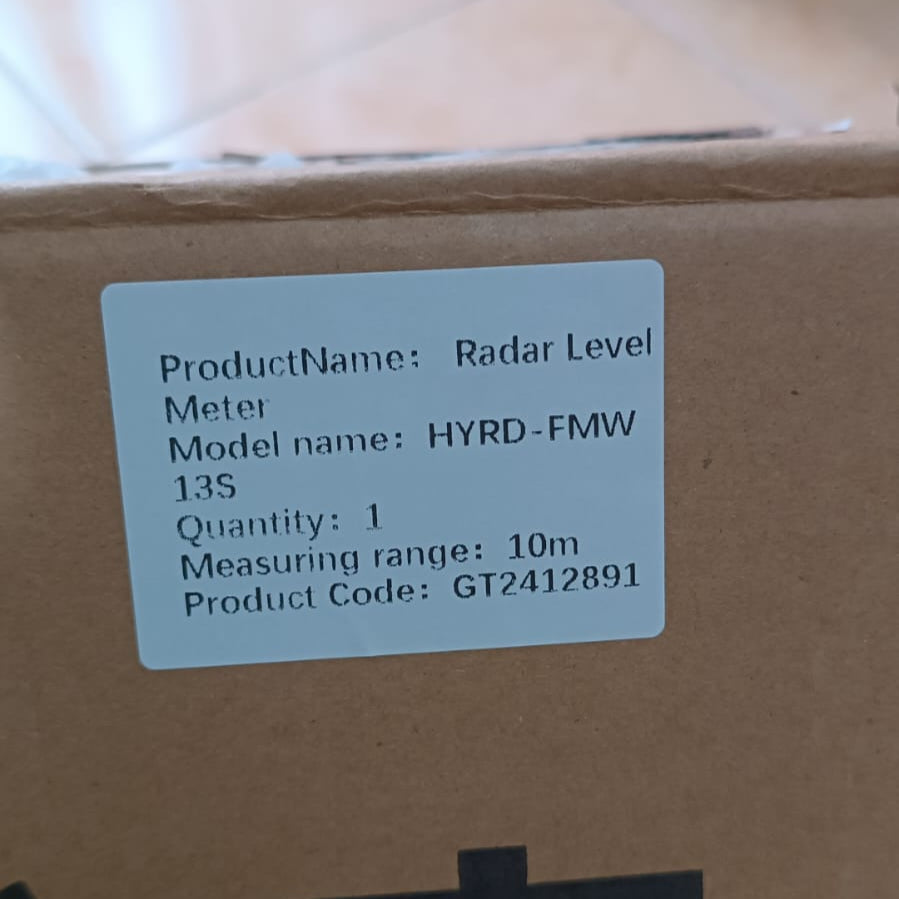 ProductName: Radar Level
Meter
Model name: HYRD-FMW
13S
Quantity: 1
Measuring range: 10m
Product Code: GT2412891